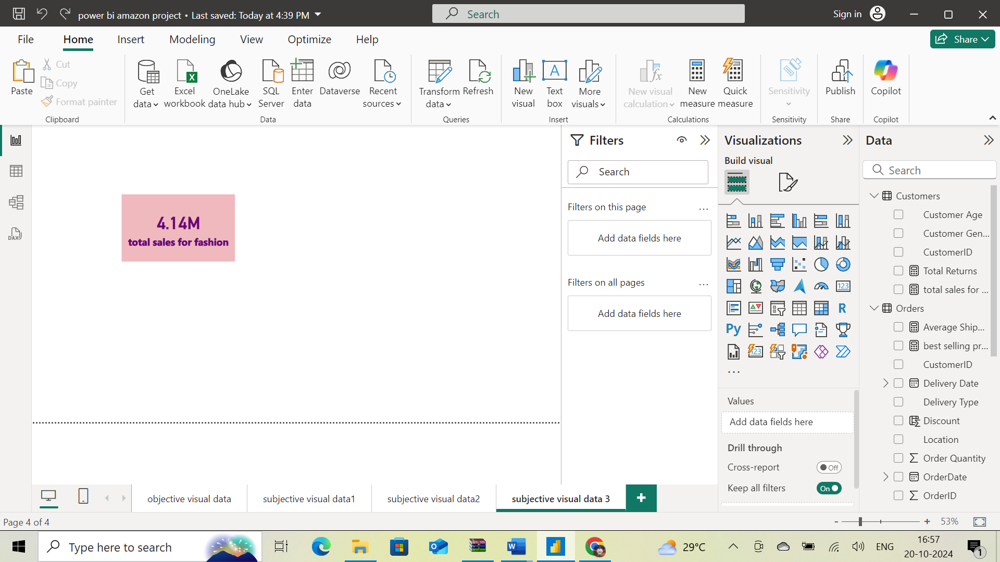 power bi amazon project • Last saved: Today at 4:39 PM
Search
Sign in
File
Home
Insert
Modeling
View
Optimize
Help
Share
Paste
Cut
Copy
Format painter
Clipboard
Get data
Excel workbook
OneLake data hub
SQL Server
Enter data
Dataverse
Recent sources
Data
Transform data
Refresh
Queries
New visual
Text box
More visuals
Insert
New visual calculation
New measure
Quick measure
Calculations
Sensitivity
Sensitivity
Publish
Share
Copilot
Copilot
DAX
4.14M
total sales for fashion
Filters
Search
Filters on this page
...
Add data fields here
Filters on all pages
...
Add data fields here
Visualizations
Build visual
123
R
Py
123
...
Values
Add data fields here
Drill through
Cross-report
Off
Keep all filters
On
Data
Search
Customers
Customer Age
Customer Gen...
CustomerID
Total Returns
total sales for ...
Orders
Average Ship...
best selling pr...
CustomerID
Delivery Date
Delivery Type
Discount
Location
Order Quantity
OrderDate
OrderID
objective visual data
subjective visual data1
subjective visual data2
subjective visual data 3
+
Page 4 of 4
- + 53%
Type here to search
29°C
ENG
16:57
20-10-2024
1